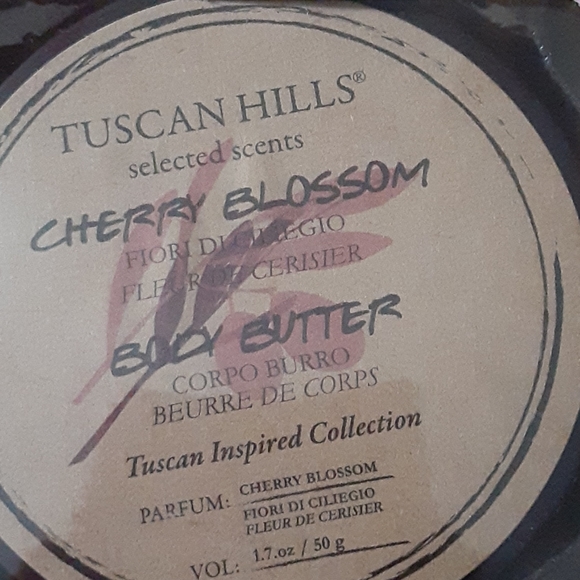 TUSCAN HILLS®
selected scents
CHERRY BLOSSOM
FIORI DI CILIEGIO
FLEUR DE CERISIER
BODY BUTTER
CORPO BURRO
BEURRE DE CORPS
Tuscan Inspired Collection
PARFUM: CHERRY BLOSSOM
FIORI DI CILIEGIO
FLEUR DE CERISIER
VOL: 1.7.oz / 50 g